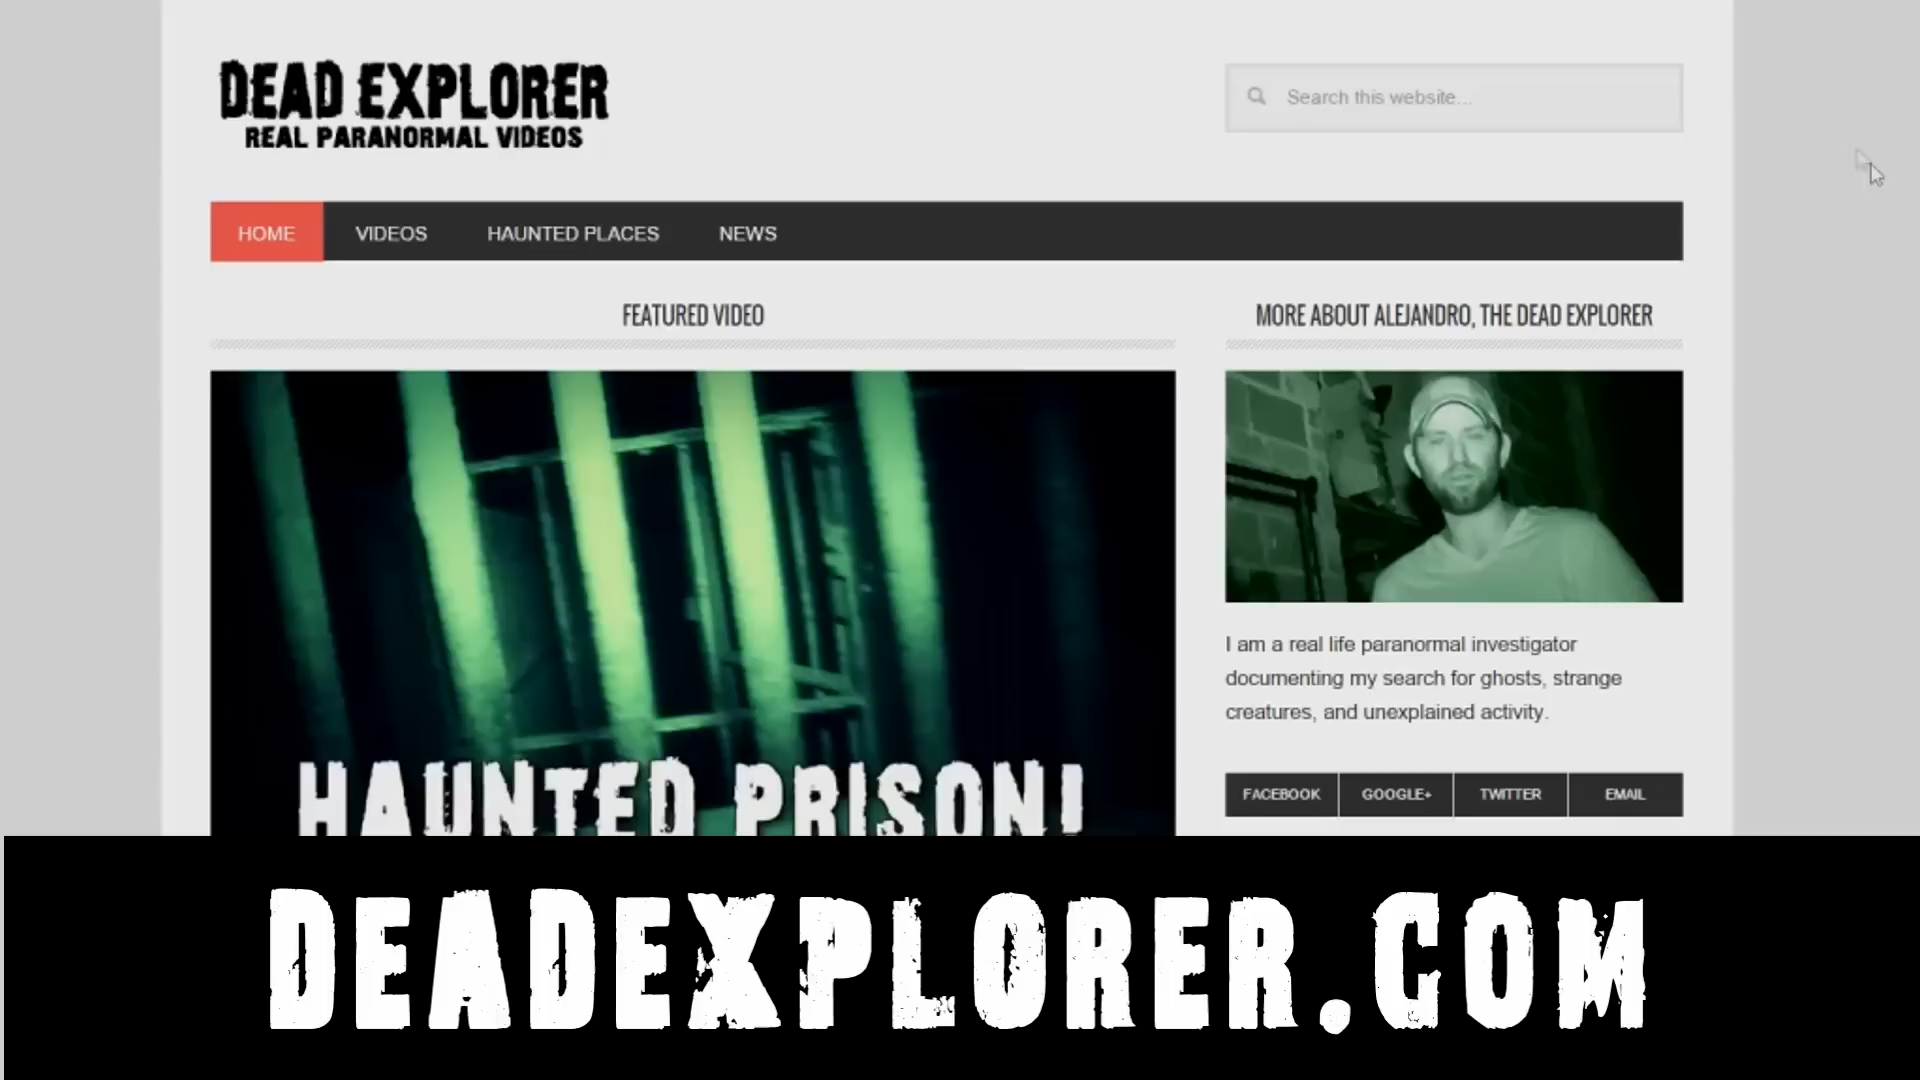 DEAD EXPLORER
REAL PARANORMAL VIDEOS
Search this website...
HOME
VIDEOS
HAUNTED PLACES
NEWS
FEATURED VIDEO
MORE ABOUT ALEJANDRO, THE DEAD EXPLORER
HAUNTED PRISON!
I am a real life paranormal investigator
documenting my search for ghosts, strange
creatures, and unexplained activity.
FACEBOOK
GOOGLE+
TWITTER
EMAIL
DEADEXPLORER.COM